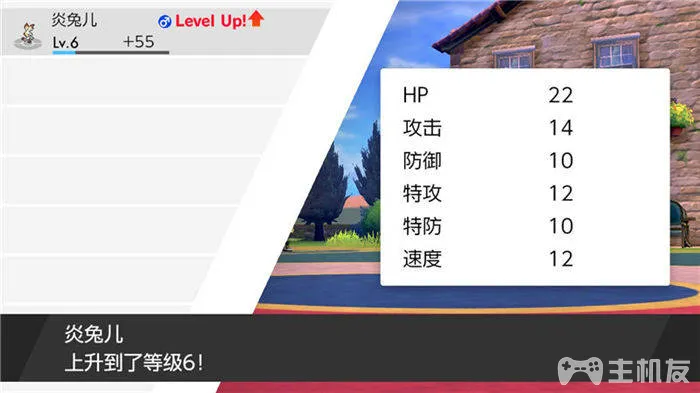 炎兔儿 ♂ Level Up!
Lv.6 +55
HP 22
攻击 14
防御 10
特攻 12
特防 10
速度 12
炎兔儿
上升到了等级6！
主机友